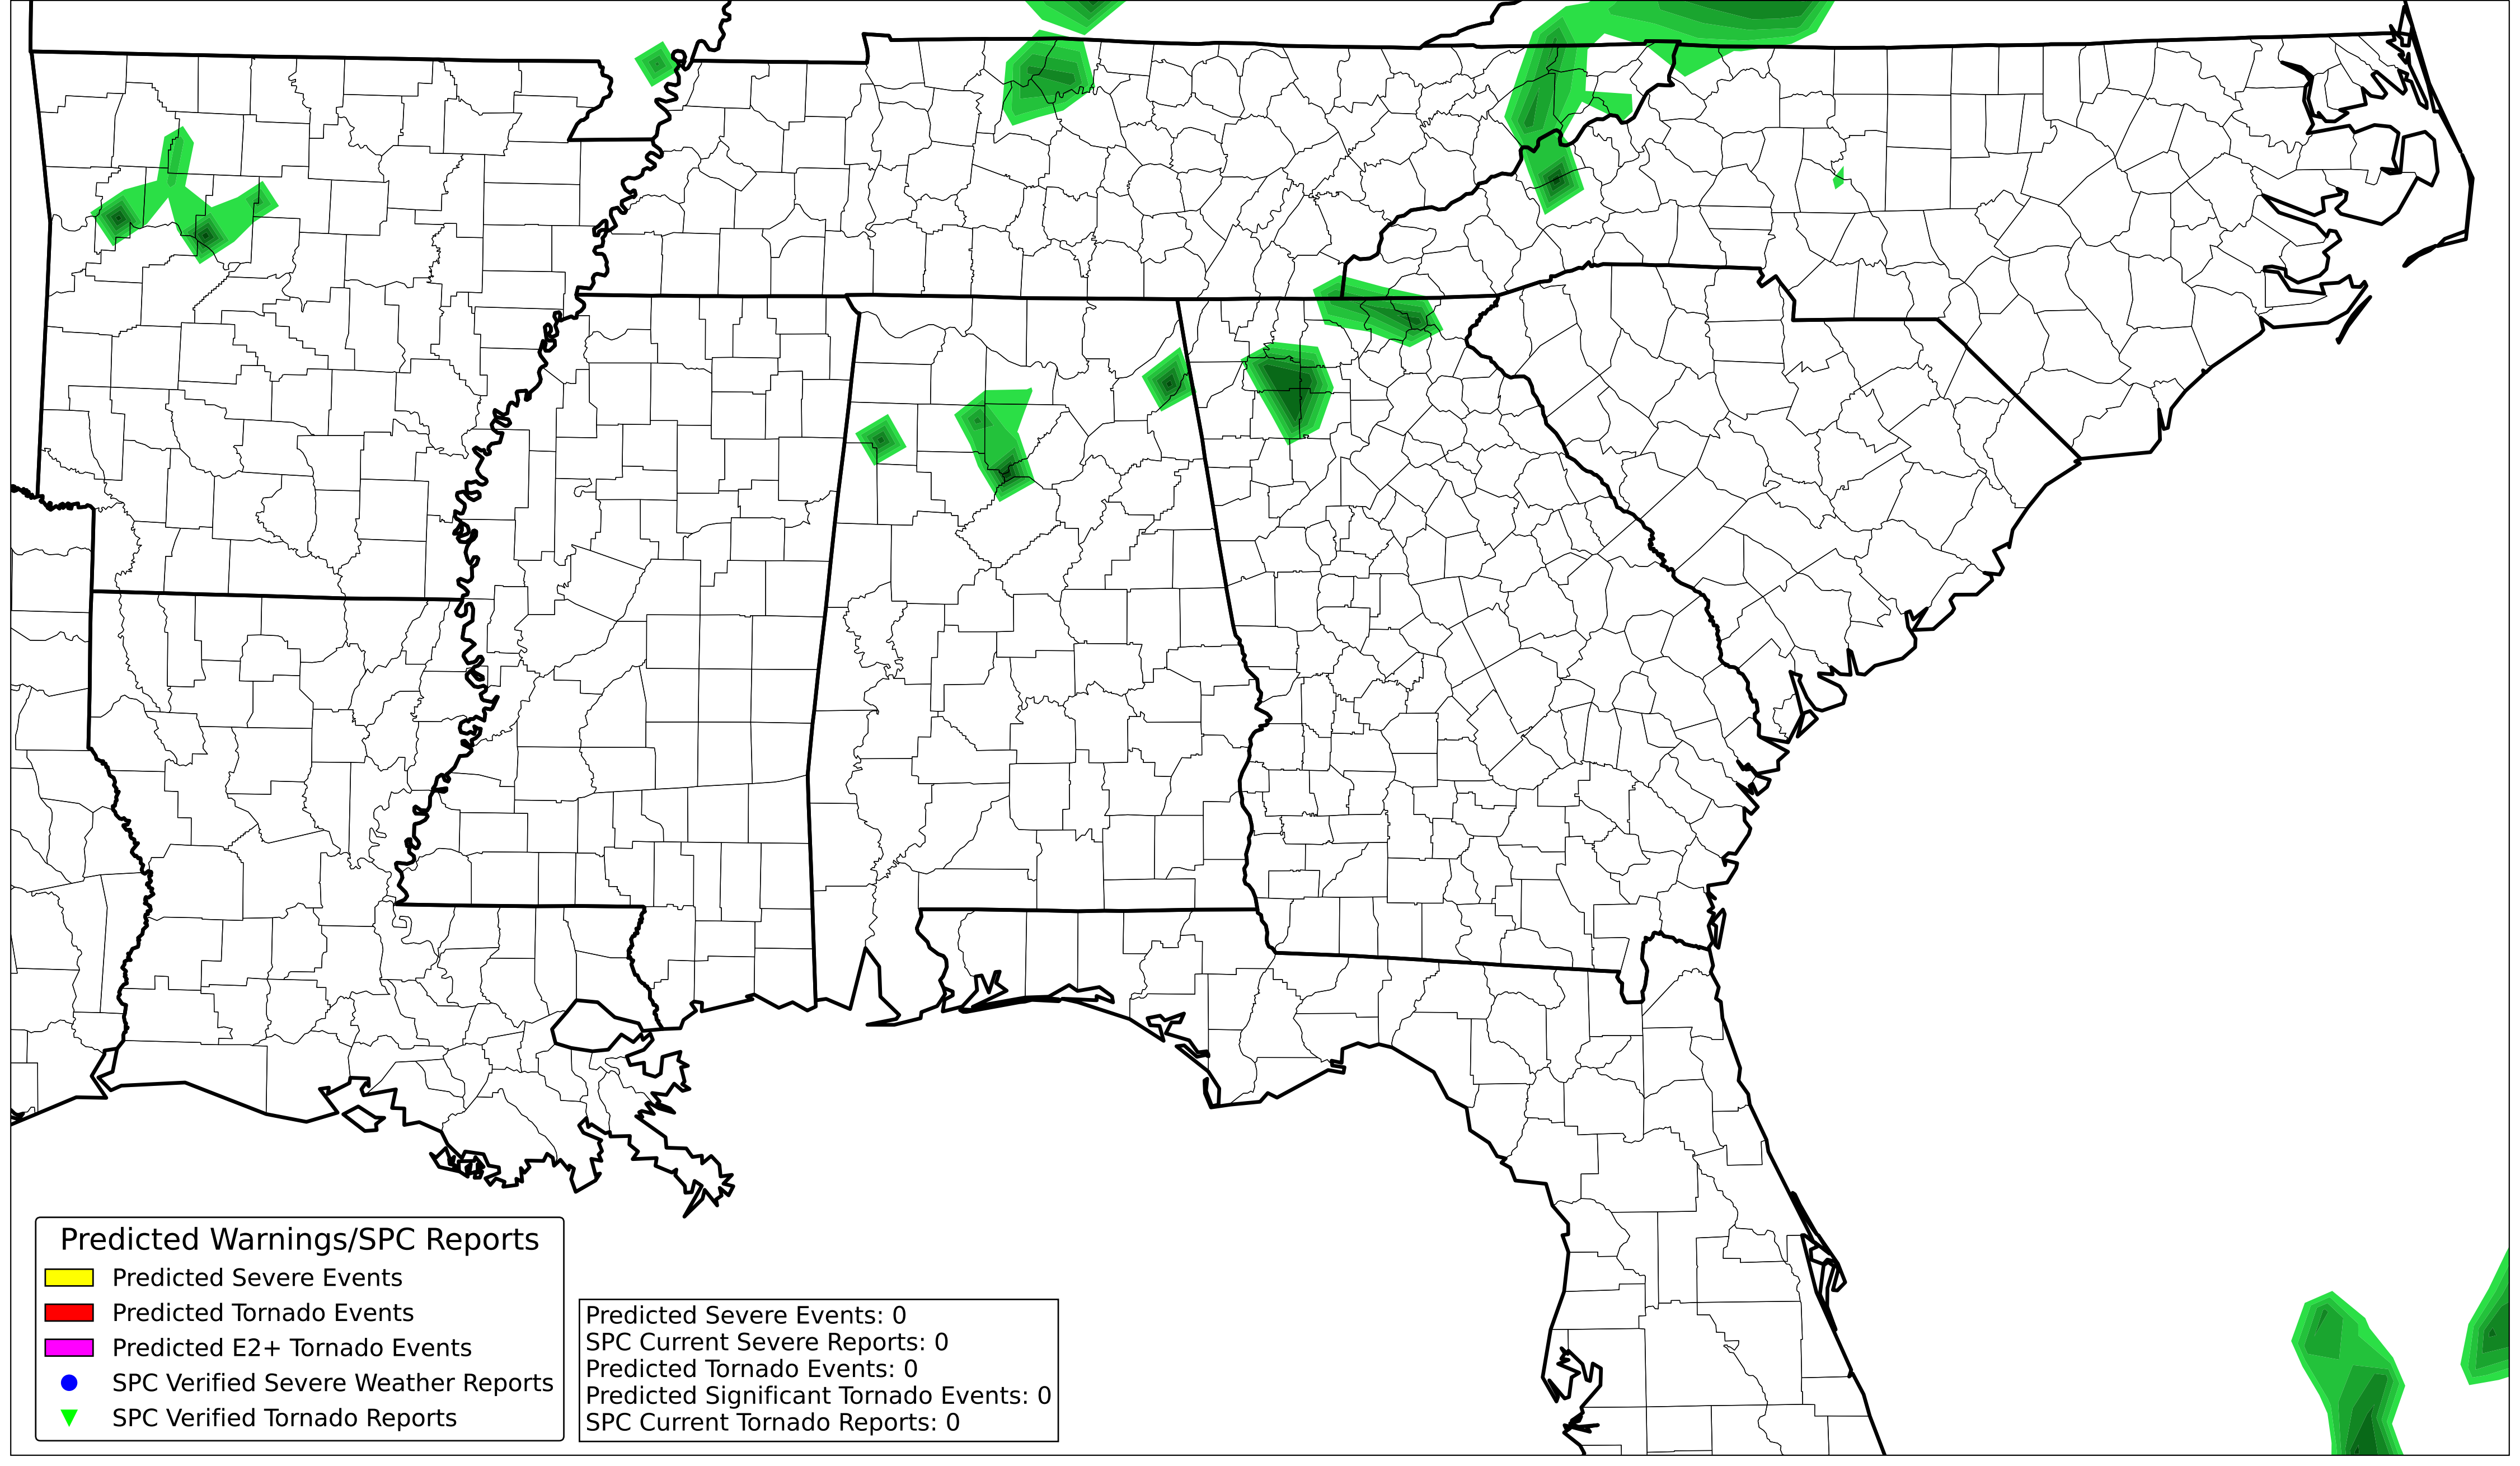 Predicted Warnings/SPC Reports
Predicted Severe Events
Predicted Tornado Events
Predicted E2+ Tornado Events
SPC Verified Severe Weather Reports
SPC Verified Tornado Reports
Predicted Severe Events: 0
SPC Current Severe Reports: 0
Predicted Tornado Events: 0
Predicted Significant Tornado Events: 0
SPC Current Tornado Reports: 0